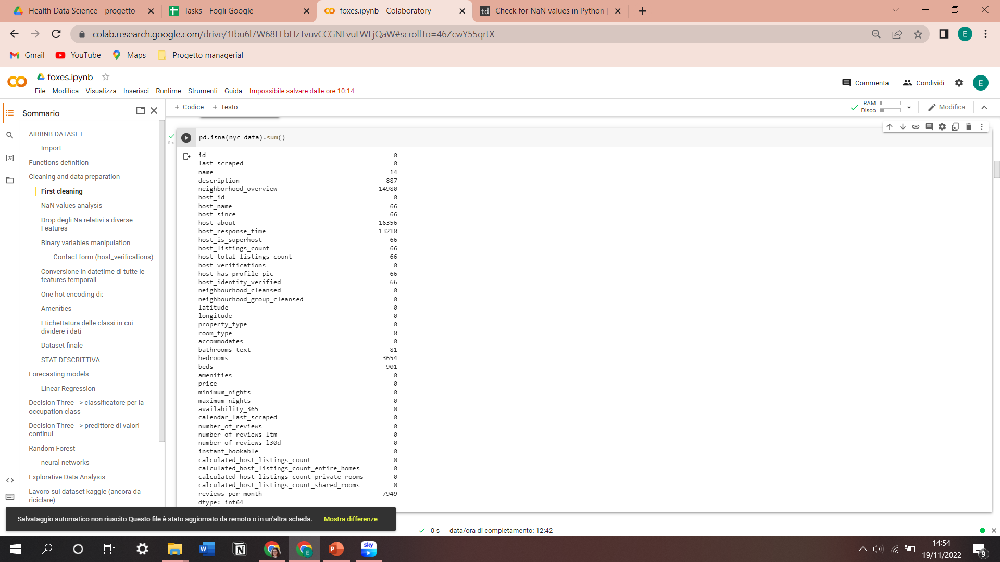 Health Data Science - progetto -
Tasks - Fogli Google
foxes.ipynb - Colaboratory
td Check for NaN values in Python |
colab.research.google.com/drive/1Ibu6l7W68ELbHzTvuvCCGNFvuLWEjQaW#scrollTo=46ZcwY55qrtX
E
Gmail
YouTube
Maps
Progetto managerial
foxes.ipynb
File Modifica Visualizza Inserisci Runtime Strumenti Guida Impossibile salvare dalle ore 10:14
Commenta
Condividi
E
Sommario
+ Codice + Testo
RAM
Disco
Modifica
AIRBNB DATASET
Import
Functions definition
Cleaning and data preparation
First cleaning
NaN values analysis
Drop degli Na relativi a diverse
Features
Binary variables manipulation
Contact form (host_verifications)
Conversione in datetime di tutte le
features temporali
One hot encoding di:
Amenities
Etichettatura delle classi in cui
dividere i dati
Dataset finale
STAT DESCRITTIVA
Forecasting models
Linear Regression
Decision Three --> classificatore per la
occupation class
Decision Three --> predittore di valori
continui
Random Forest
neural networks
Explorative Data Analysis
Lavoro sul dataset kaggle (ancora da
riciclare)
{x}
0 s
pd.isna(nyc_data).sum()
id 0
last_scraped 0
name 14
description 887
neighborhood_overview 14980
host_id 0
host_name 66
host_since 66
host_about 16356
host_response_time 13210
host_is_superhost 66
host_listings_count 66
host_total_listings_count 66
host_verifications 0
host_has_profile_pic 66
host_identity_verified 66
neighbourhood_cleansed 0
neighbourhood_group_cleansed 0
latitude 0
longitude 0
property_type 0
room_type 0
accommodates 0
bathrooms_text 81
bedrooms 3654
beds 901
amenities 0
price 0
minimum_nights 0
maximum_nights 0
availability_365 0
calendar_last_scraped 0
number_of_reviews 0
number_of_reviews_ltm 0
number_of_reviews_l30d 0
instant_bookable 0
calculated_host_listings_count 0
calculated_host_listings_count_entire_homes 0
calculated_host_listings_count_private_rooms 0
calculated_host_listings_count_shared_rooms 0
reviews_per_month 7949
dtype: int64
Salvataggio automatico non riuscito Questo file è stato aggiornato da remoto o in un'altra scheda. Mostra differenze
0 s data/ora di completamento: 12:42
W
N
E
P
sky
14:54
19/11/2022
9